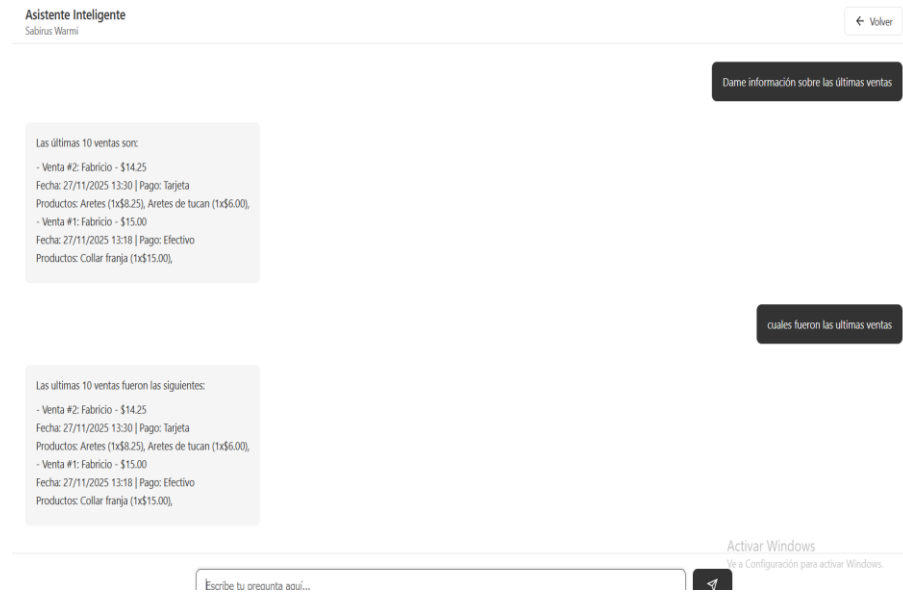 Asistente Inteligente
Sabirus Warmi
← Volver
Dame información sobre las últimas ventas
Las últimas 10 ventas son:
- Venta #2: Fabricio - $14.25
Fecha: 27/11/2025 13:30 | Pago: Tarjeta
Productos: Aretes (1x$8.25), Aretes de tucan (1x$6.00),
- Venta #1: Fabricio - $15.00
Fecha: 27/11/2025 13:18 | Pago: Efectivo
Productos: Collar franja (1x$15.00),
cuales fueron las ultimas ventas
Las ultimas 10 ventas fueron las siguientes:
- Venta #2: Fabricio - $14.25
Fecha: 27/11/2025 13:30 | Pago: Tarjeta
Productos: Aretes (1x$8.25), Aretes de tucan (1x$6.00),
- Venta #1: Fabricio - $15.00
Fecha: 27/11/2025 13:18 | Pago: Efectivo
Productos: Collar franja (1x$15.00),
Activar Windows
Ve a Configuración para activar Windows.
Escribe tu pregunta aquí...